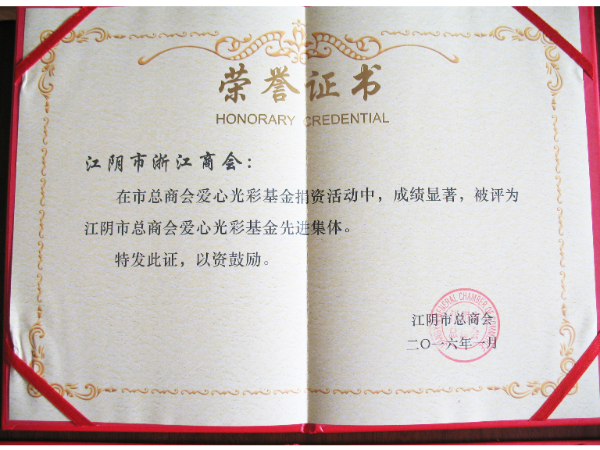 荣誉证书
HONORARY CREDENTIAL
江阴市浙江商会：
在市总商会爱心光彩基金捐资活动中，成绩显著，被评为
江阴市总商会爱心光彩基金先进集体。
特发此证，以资鼓励。
江阴市总商会
二〇一六年一月